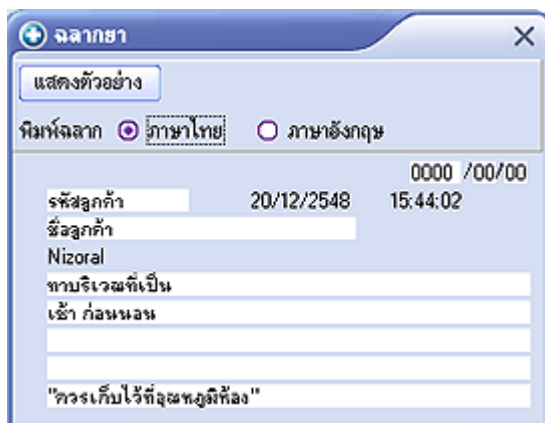 ฉลากยา
แสดงตัวอย่าง
พิมพ์ฉลาก ภาษาไทย ภาษาอังกฤษ
0000 /00/00
รหัสลูกค้า 20/12/2548 15:44:02
ชื่อลูกค้า
Nizoral
ทาบริเวณที่เป็น
เช้า ก่อนนอน
"ควรเก็บไว้ที่อุณหภูมิห้อง"